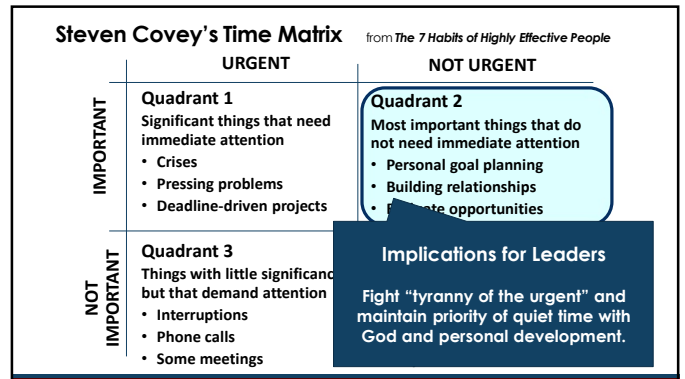 Steven Covey's Time Matrix from The 7 Habits of Highly Effective People
URGENT
NOT URGENT
IMPORTANT
Quadrant 1
Significant things that need
immediate attention
• Crises
• Pressing problems
• Deadline-driven projects
Quadrant 2
Most important things that do
not need immediate attention
• Personal goal planning
• Building relationships
• opportunities
NOT
IMPORTANT
Quadrant 3
Things with little
but that demand attention
• Interruptions
• Phone calls
• Some meetings
Implications for Leaders
Fight “tyranny of the urgent” and
maintain priority of quiet time with
God and personal development.